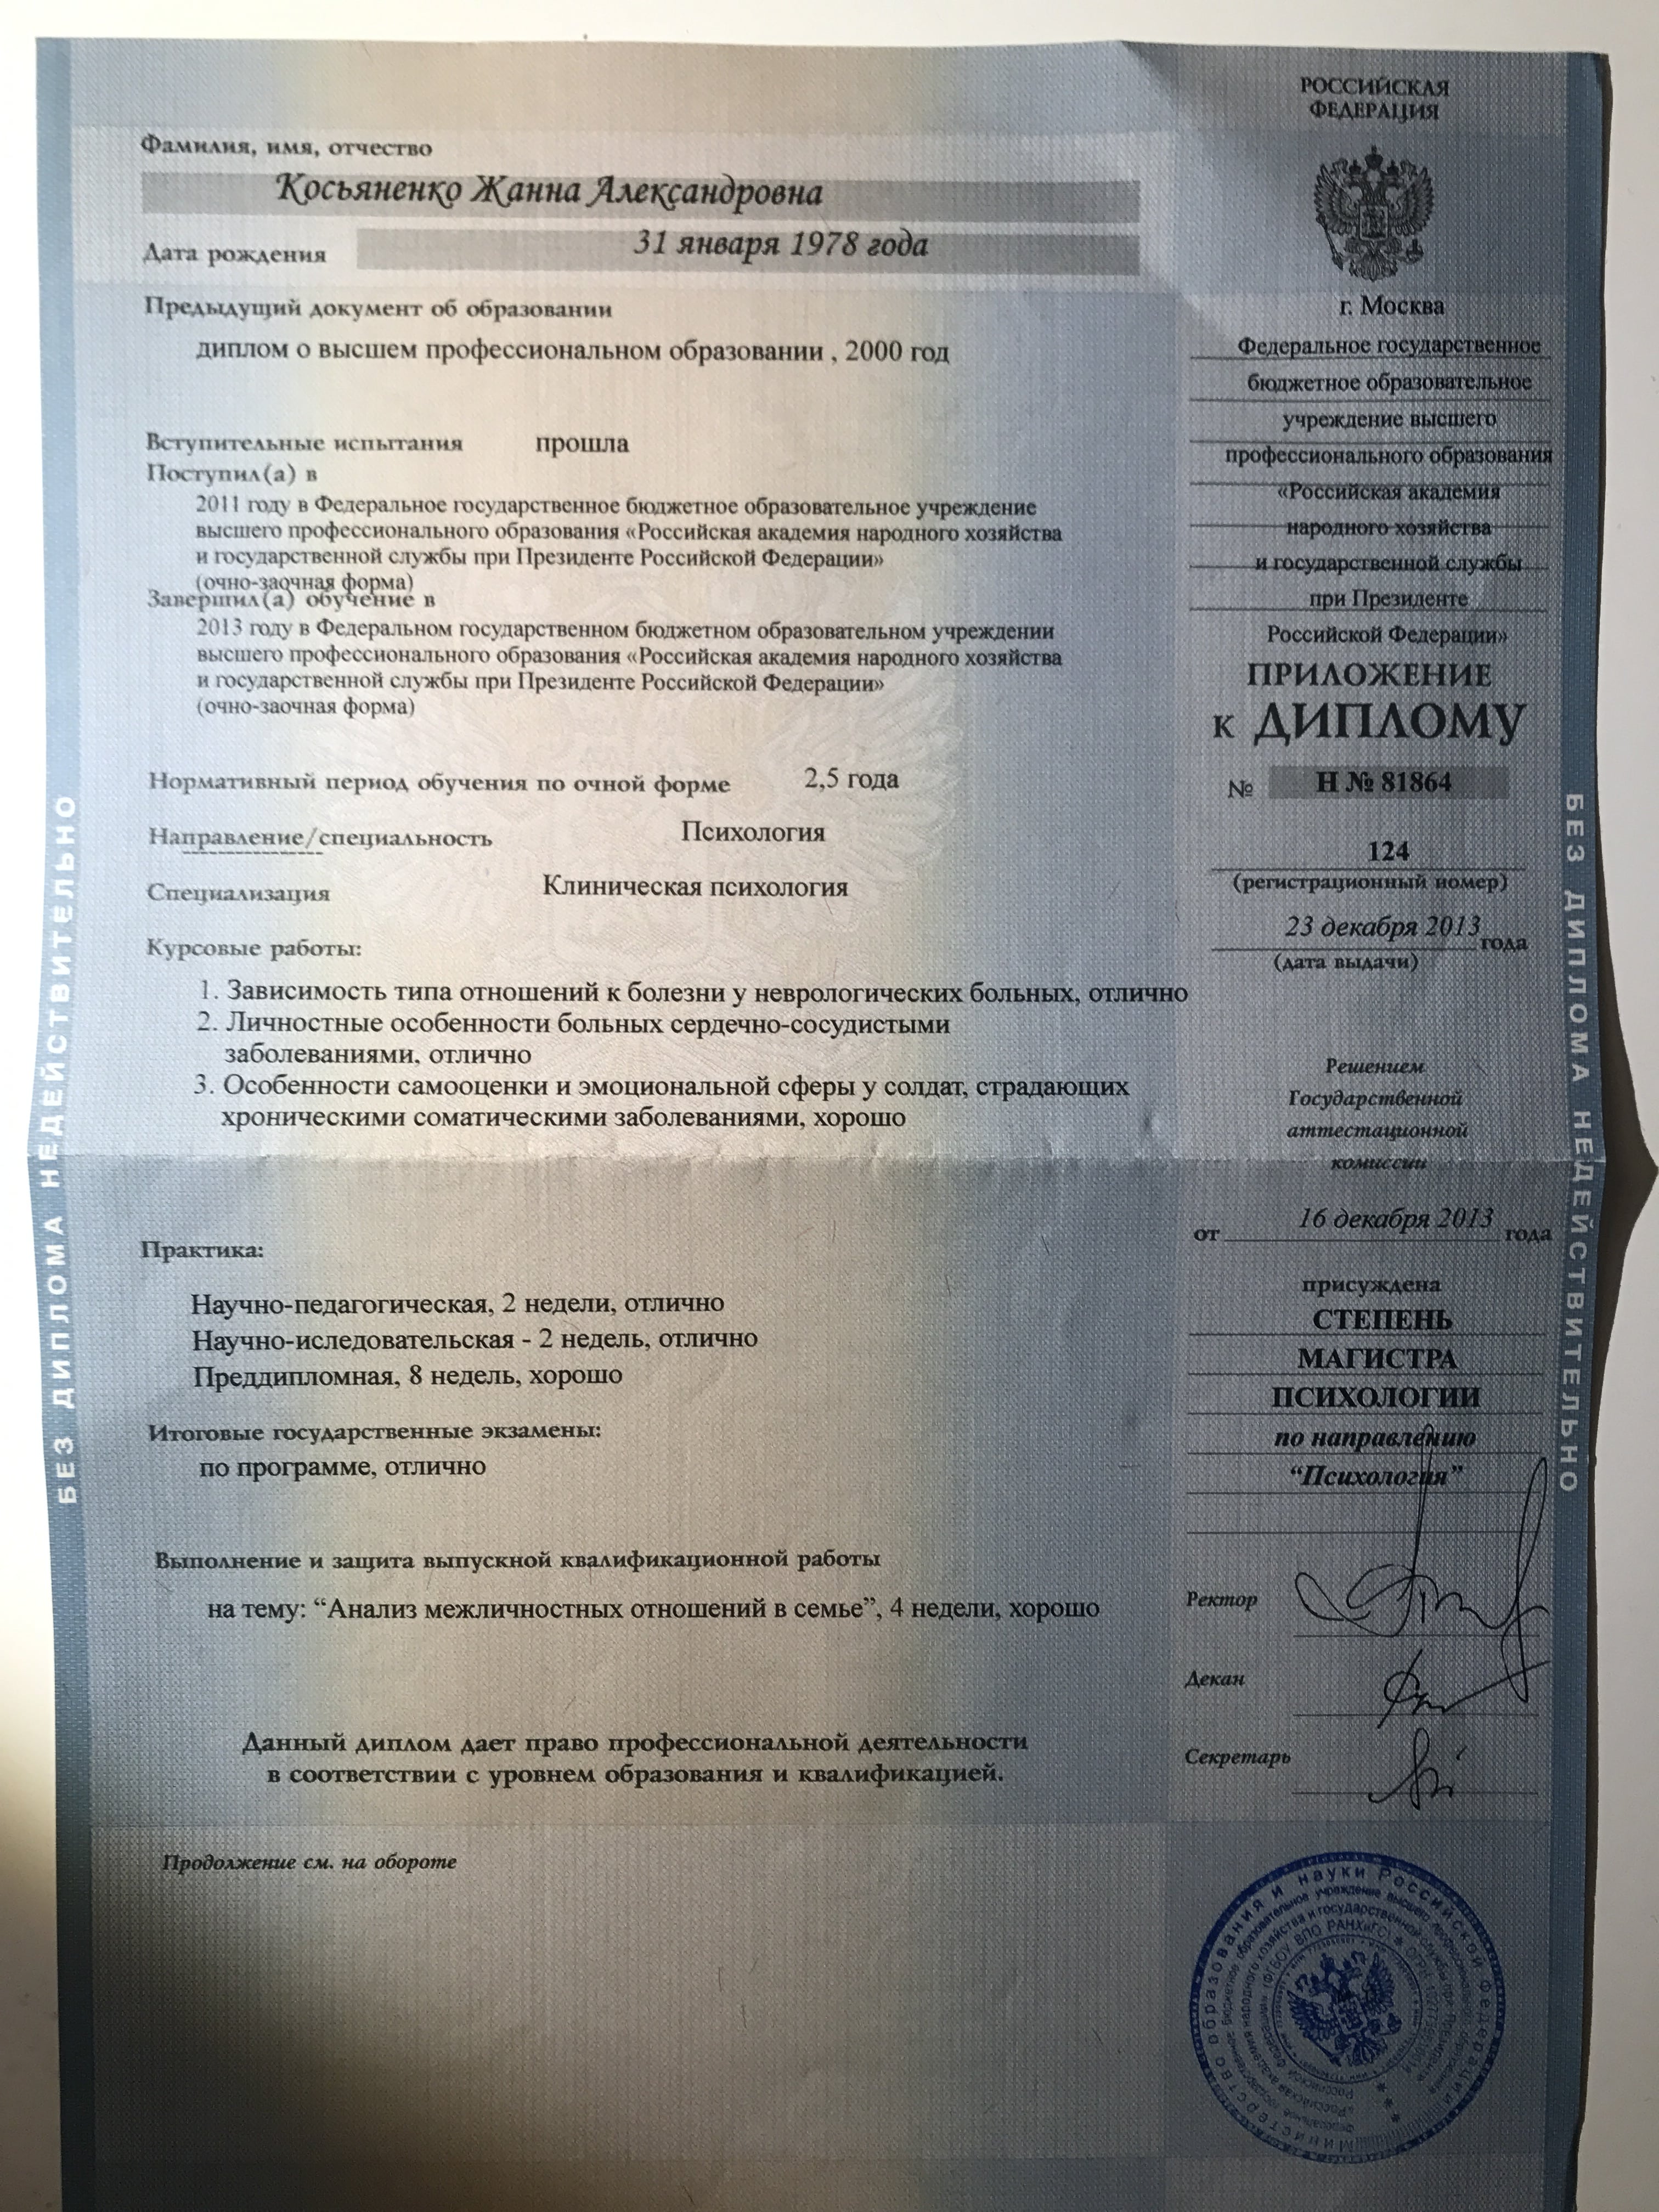 Фамилия, имя, отчество
Косьяненко Жанна Александровна
Дата рождения 31 января 1978 года
Предыдущий документ об образовании
диплом о высшем профессиональном образовании , 2000 год
Вступительные испытания прошла
Поступил(а) в
2011 году в Федеральное государственное бюджетное образовательное учреждение
высшего профессионального образования «Российская академия народного хозяйства
и государственной службы при Президенте Российской Федерации»
(очно-заочная форма)
Завершил(а) обучение в
2013 году в Федеральном государственном бюджетном образовательном учреждении
высшего профессионального образования «Российская академия народного хозяйства
и государственной службы при Президенте Российской Федерации»
(очно-заочная форма)
Нормативный период обучения по очной форме 2,5 года
Направление/специальность Психология
Специализация Клиническая психология
Курсовые работы:
1. Зависимость типа отношений к болезни у неврологических больных, отлично
2. Личностные особенности больных сердечно-сосудистыми
заболеваниями, отлично
3. Особенности самооценки и эмоциональной сферы у солдат, страдающих
хроническими соматическими заболеваниями, хорошо
Практика:
Научно-педагогическая, 2 недели, отлично
Научно-иследовательская - 2 недель, отлично
Преддипломная, 8 недель, хорошо
Итоговые государственные экзамены:
по программе, отлично
Выполнение и защита выпускной квалификационной работы
на тему: “Анализ межличностных отношений в семье”, 4 недели, хорошо
Данный диплом дает право профессиональной деятельности
в соответствии с уровнем образования и квалификацией.
Продолжение см. на обороте
РОССИЙСКАЯ
ФЕДЕРАЦИЯ
г. Москва
Федеральное государственное
бюджетное образовательное
учреждение высшего
профессионального образования
«Российская академия
народного хозяйства
и государственной службы
при Президенте
Российской Федерации»
ПРИЛОЖЕНИЕ
к ДИПЛОМУ
№ Н № 81864
124
(регистрационный номер)
23 декабря 2013 года
(дата выдачи)
Решением
Государственной
аттестационной
комиссии
от 16 декабря 2013 года
присуждена
СТЕПЕНЬ
МАГИСТРА
ПСИХОЛОГИИ
по направлению
“Психология”
Ректор
Декан
Секретарь
БЕЗ ДИПЛОМА НЕДЕЙСТВИТЕЛЬНО
БЕЗ ДИПЛОМА НЕДЕЙСТВИТЕЛЬНО
Министерство образования и науки Российской Федерации